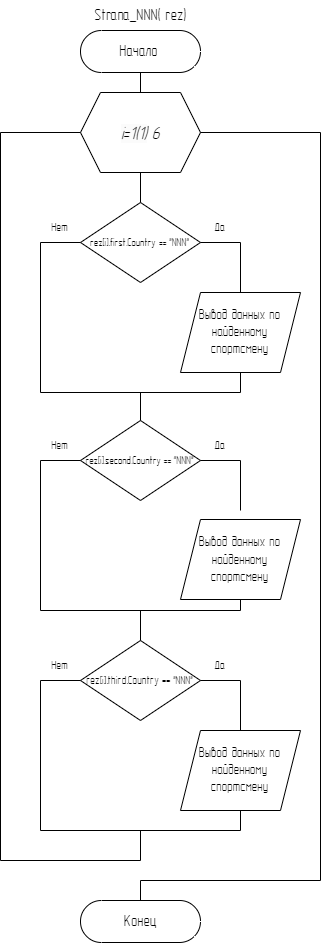 Strana_NNN( rez)
Начало
i=1(1) 6
Нет
Да
rez[i].first.Country == "NNN"
Вывод данных по
найденному
спортсмену
Нет
Да
rez[i].second.Country == "NNN"
Вывод данных по
найденному
спортсмену
Нет
Да
rez[i].third.Country == "NNN"
Вывод данных по
найденному
спортсмену
Конец